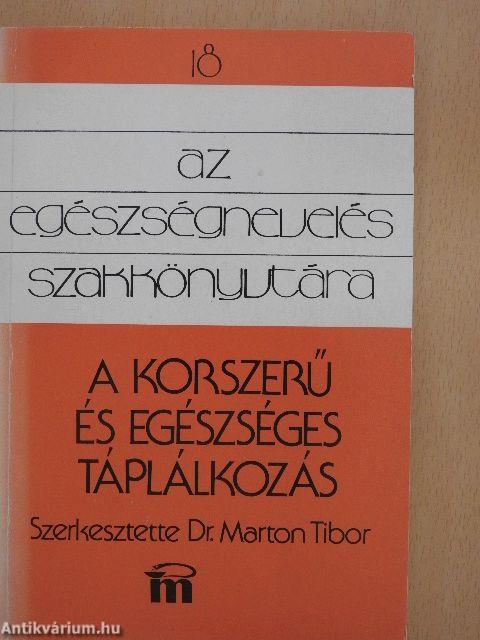 18
az
egészségnevelés
szakkönyvtára
A KORSZERŰ
ÉS EGÉSZSÉGES
TÁPLÁLKOZÁS
Szerkesztette Dr. Marton Tibor
m
Antikvárium.hu